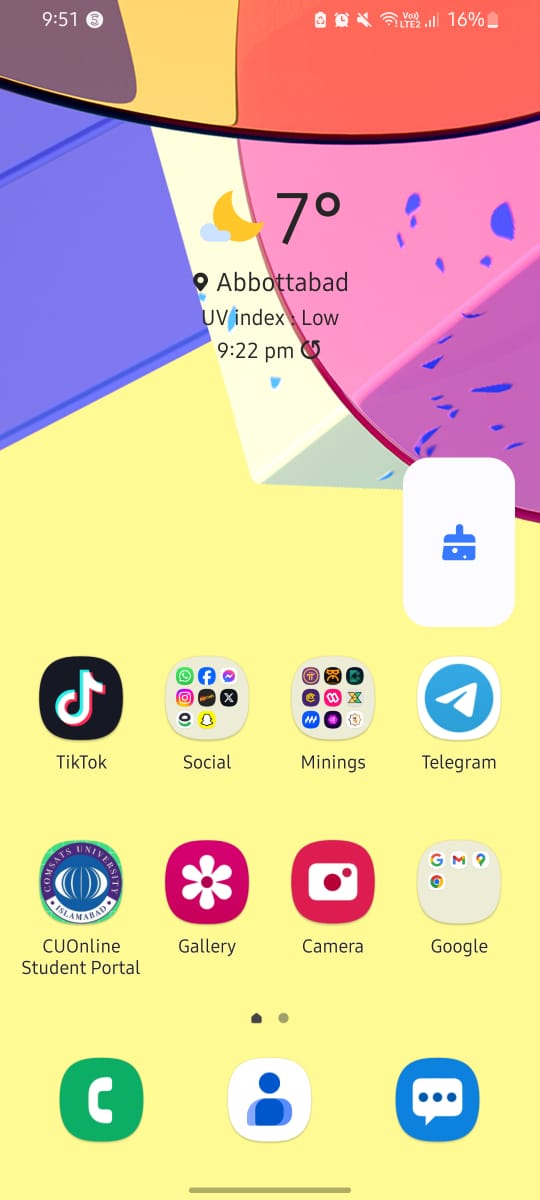 9:51
Vo))
LTE2
16%
7°
Abbottabad
UV index : Low
9:22 pm
TikTok
Social
Minings
Telegram
COMSATS UNIVERSITY
ISLAMABAD
CUOnline
Student Portal
Gallery
Camera
Google